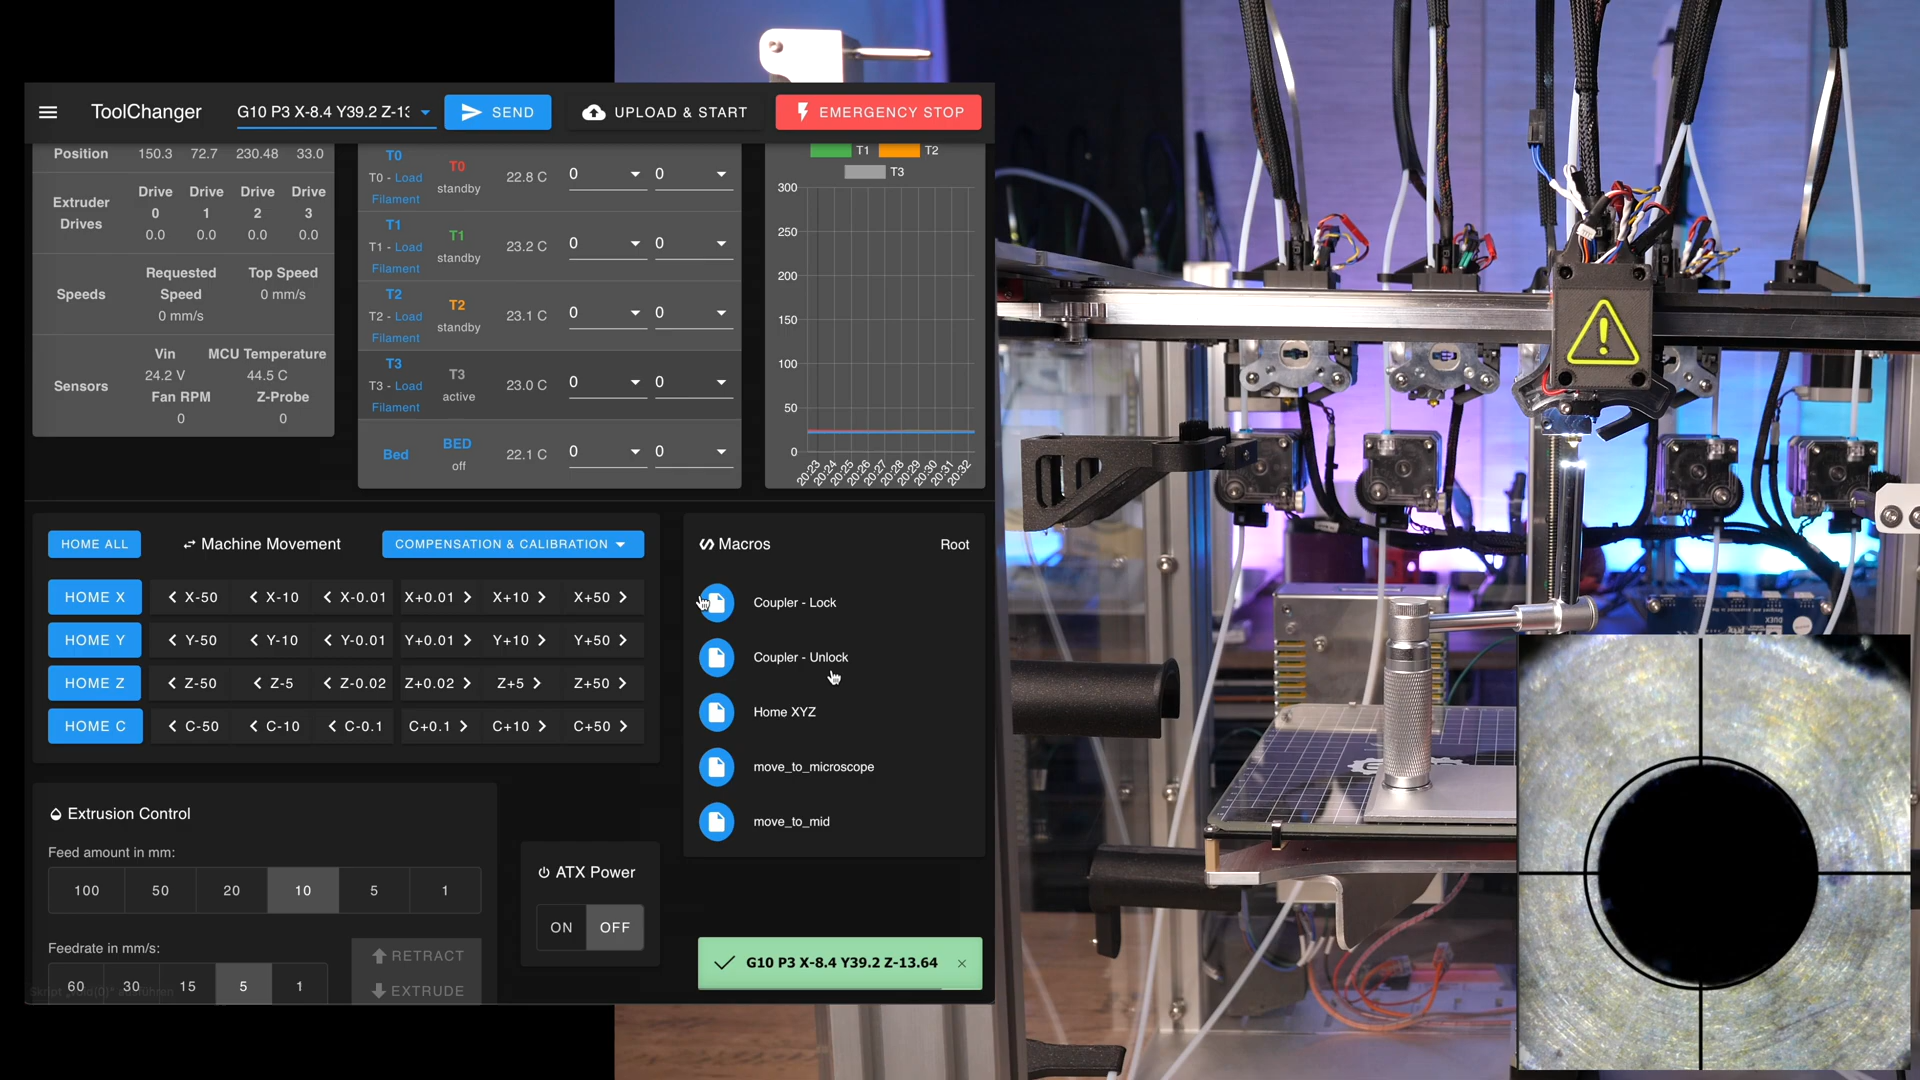 ToolChanger
G10 P3 X-8.4 Y39.2 Z-13
SEND
UPLOAD & START
EMERGENCY STOP
Position 150.3 72.7 230.48 33.0
Extruder Drives
Drive 0 Drive 1 Drive 2 Drive 3
0.0 0.0 0.0 0.0
Speeds
Requested Speed
0 mm/s
Top Speed
0 mm/s
Sensors
Vin
24.2 V
MCU Temperature
44.5 C
Fan RPM
0
Z-Probe
0
T0
T0 - Load Filament
T0
standby
22.8 C
0
0
T1
T1 - Load Filament
T1
standby
23.2 C
0
0
T2
T2 - Load Filament
T2
standby
23.1 C
0
0
T3
T3 - Load Filament
T3
active
23.0 C
0
0
Bed
BED
off
22.1 C
0
0
T1 T2
T3
300
250
200
150
100
50
0
20:23 20:24 20:25 20:26 20:27 20:28 20:29 20:30 20:31 20:32
HOME ALL
Machine Movement
COMPENSATION & CALIBRATION
HOME X X-50 X-10 X-0.01 X+0.01 X+10 X+50
HOME Y Y-50 Y-10 Y-0.01 Y+0.01 Y+10 Y+50
HOME Z Z-50 Z-5 Z-0.02 Z+0.02 Z+5 Z+50
HOME C C-50 C-10 C-0.1 C+0.1 C+10 C+50
Macros
Root
Coupler - Lock
Coupler - Unlock
Home XYZ
move_to_microscope
move_to_mid
Extrusion Control
Feed amount in mm:
100 50 20 10 5 1
Feedrate in mm/s:
60 30 15 5 1
RETRACT
EXTRUDE
ATX Power
ON OFF
G10 P3 X-8.4 Y39.2 Z-13.64
DUEX